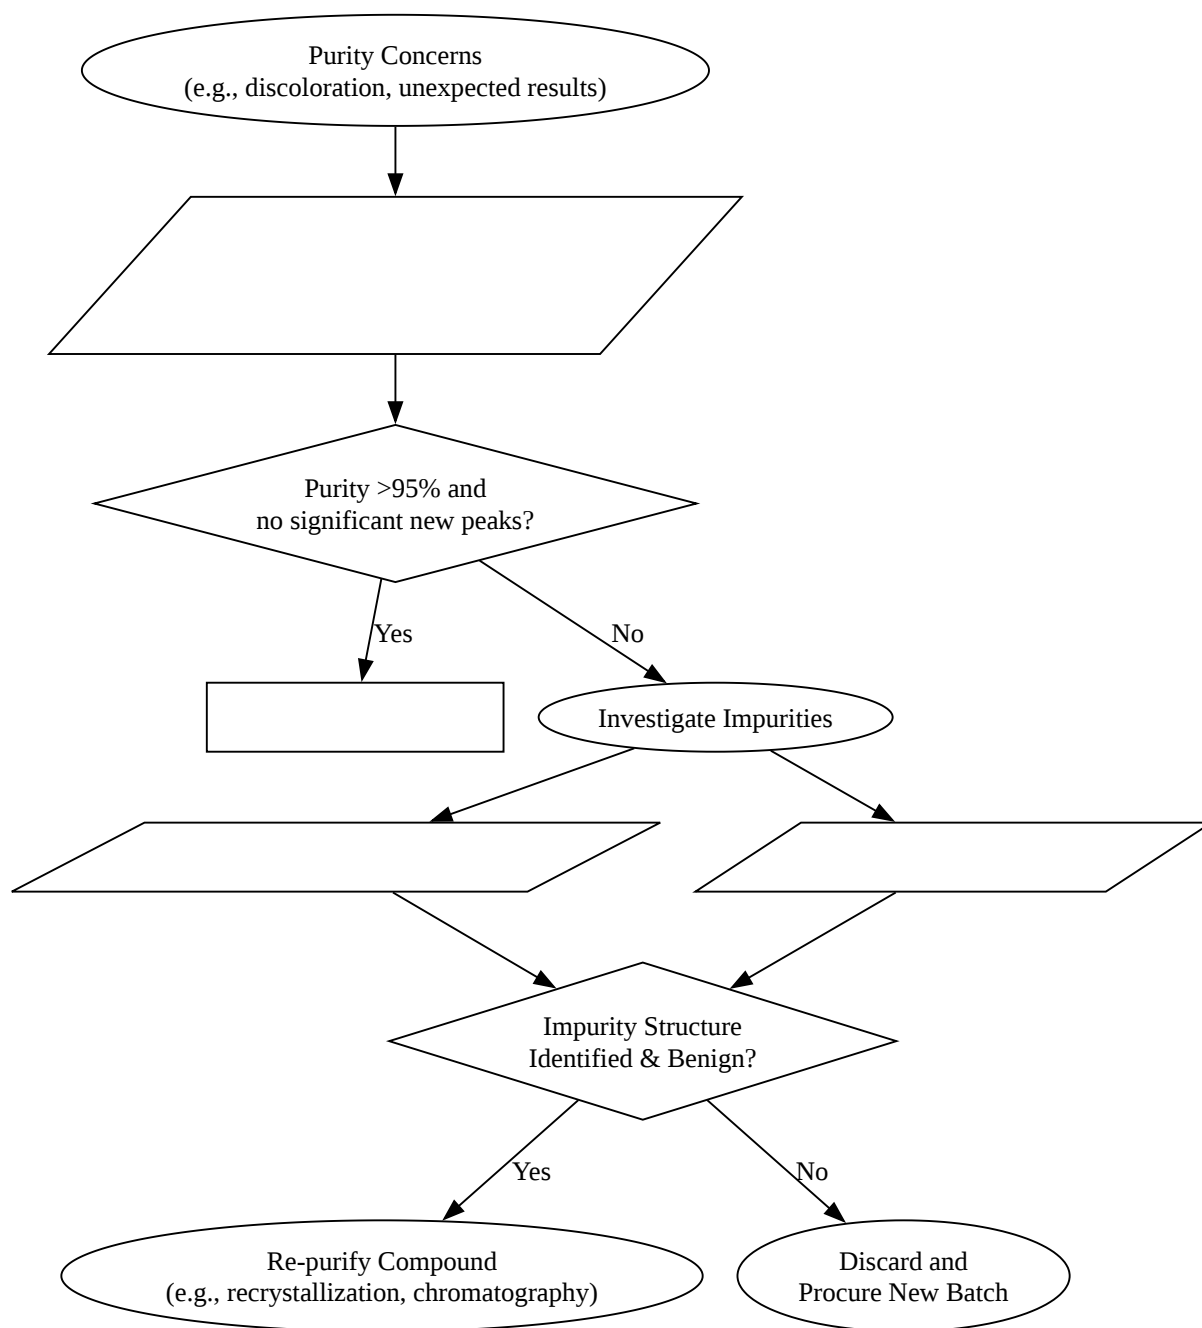 Purity Concerns
(e.g., discoloration, unexpected results)
Purity >95% and
no significant new peaks?
Yes
No
Investigate Impurities
Impurity Structure
Identified & Benign?
Yes
No
Re-purify Compound
(e.g., recrystallization, chromatography)
Discard and
Procure New Batch